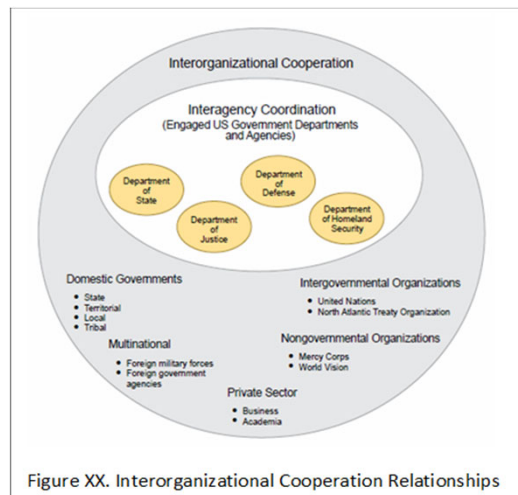 Interorganizational Cooperation
Interagency Coordination
(Engaged US Government Departments
and Agencies)
Department
of
State
Department
of
Justice
Department
of
Defense
Department
of Homeland
Security
Domestic Governments
• State
• Territorial
• Local
• Tribal
Multinational
• Foreign military forces
• Foreign government
agencies
Private Sector
• Business
• Academia
Intergovernmental Organizations
• United Nations
• North Atlantic Treaty Organization
Nongovernmental Organizations
• Mercy Corps
• World Vision
Figure XX. Interorganizational Cooperation Relationships